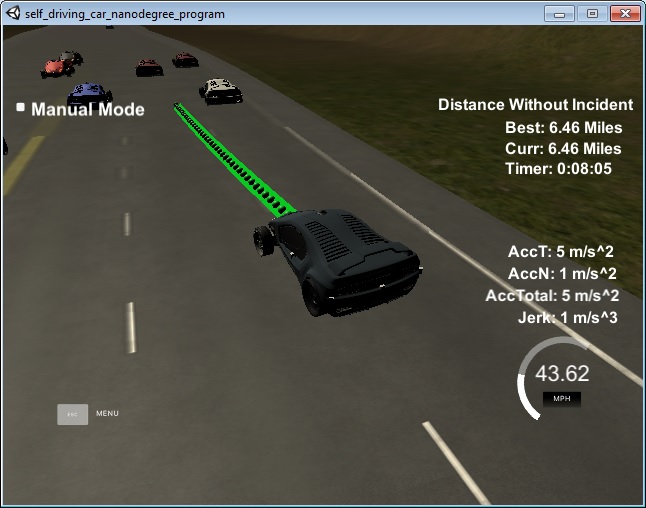 self_driving_car_nanodegree_program
Manual Mode
Distance Without Incident
Best: 6.46 Miles
Curr: 6.46 Miles
Timer: 0:08:05
AccT: 5 m/s^2
AccN: 1 m/s^2
AccTotal: 5 m/s^2
Jerk: 1 m/s^3
43.62
MPH
ESC MENU